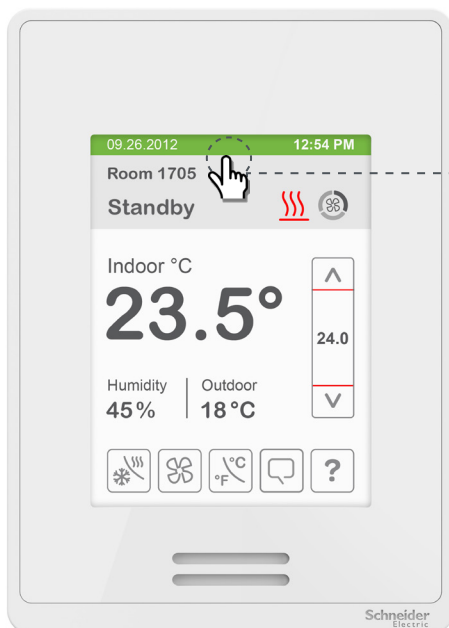 09.26.2012 12:54 PM
Room 1705
Standby
Indoor °C
23.5°
24.0
Humidity Outdoor
45% 18°C
°C
°F
?
Schneider
Electric